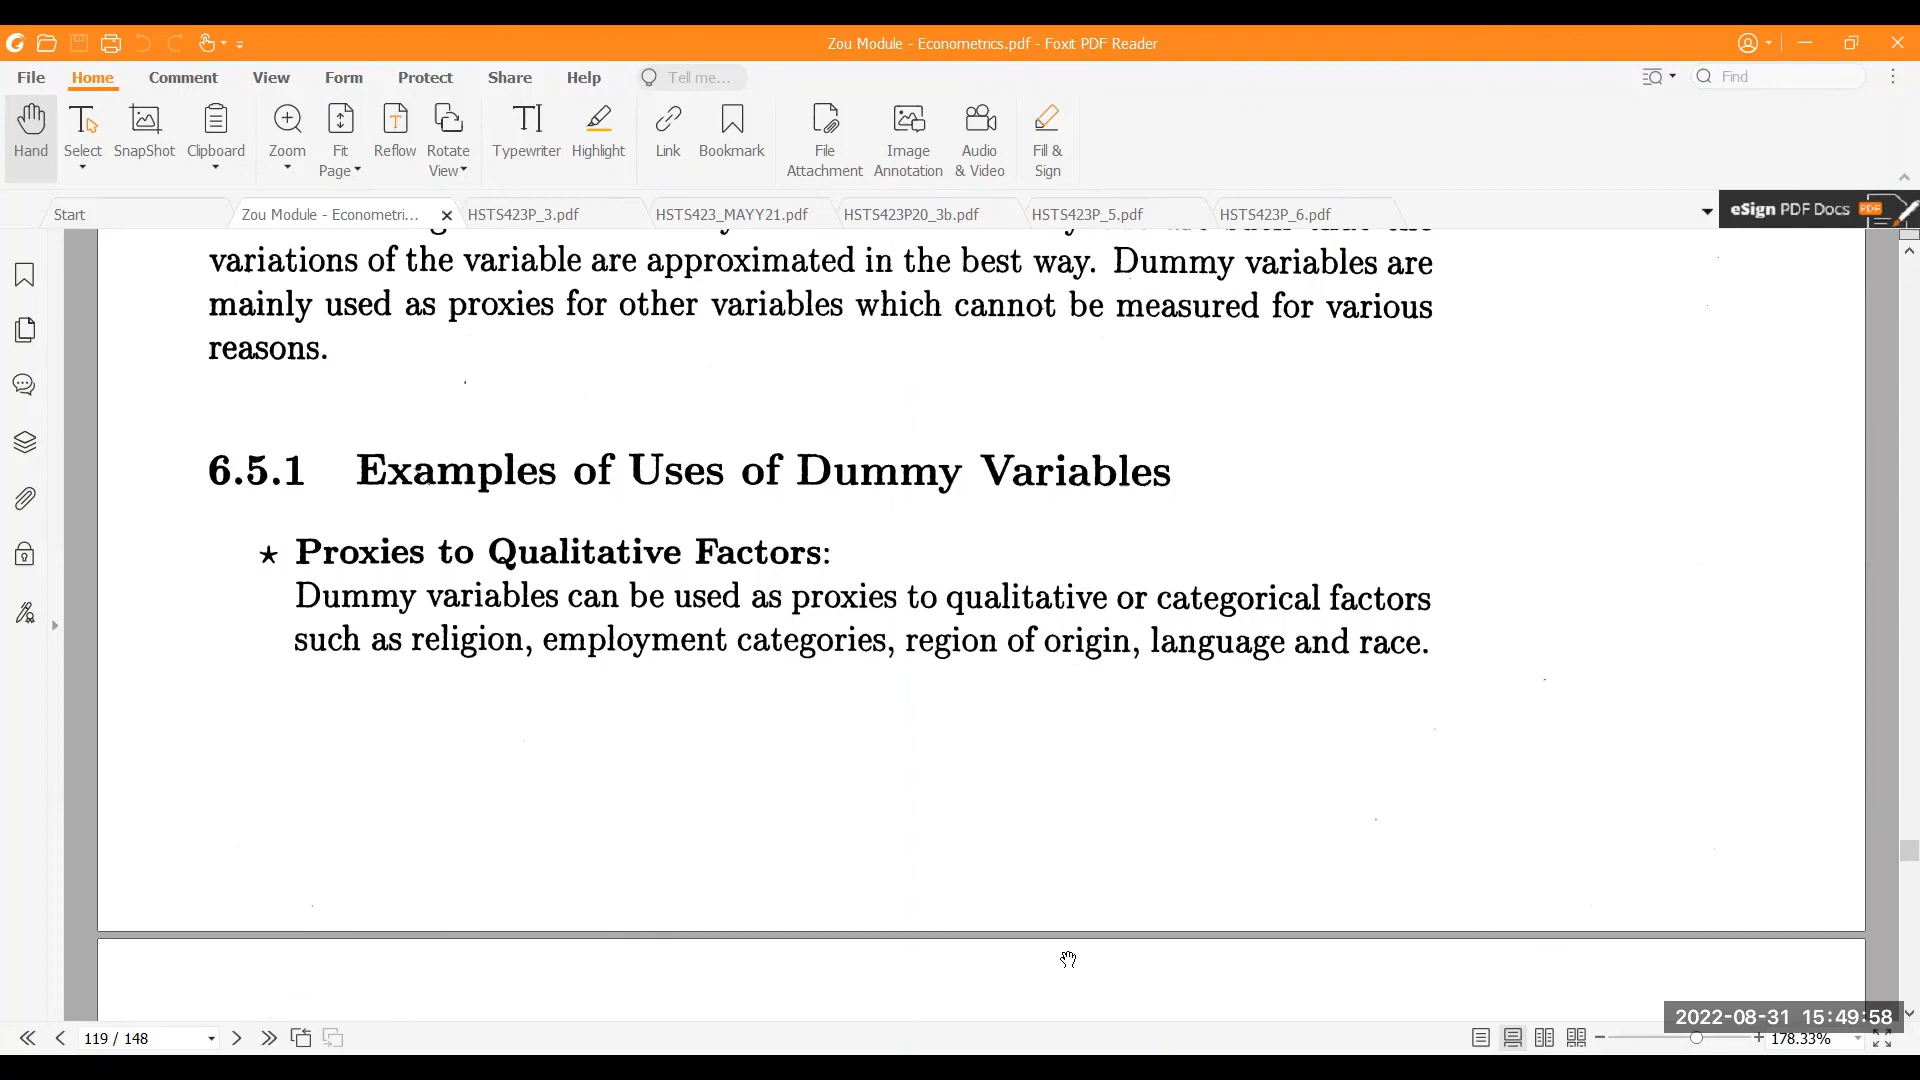 Zou Module - Econometrics.pdf - Foxit PDF Reader
File Home Comment View Form Protect Share Help Tell me... Find
Hand Select SnapShot Clipboard Zoom Fit Page Reflow Rotate View Typewriter Highlight Link Bookmark File Attachment Image Annotation Audio & Video Fill & Sign
Start Zou Module - Econometri... HSTS423P_3.pdf HSTS423_MAYY21.pdf HSTS423P20_3b.pdf HSTS423P_5.pdf HSTS423P_6.pdf eSign PDF Docs PDF
variations of the variable are approximated in the best way. Dummy variables are
mainly used as proxies for other variables which cannot be measured for various
reasons.
6.5.1 Examples of Uses of Dummy Variables
⋆ Proxies to Qualitative Factors:
Dummy variables can be used as proxies to qualitative or categorical factors
such as religion, employment categories, region of origin, language and race.
2022-08-31 15:49:58
119 / 148 178.33%